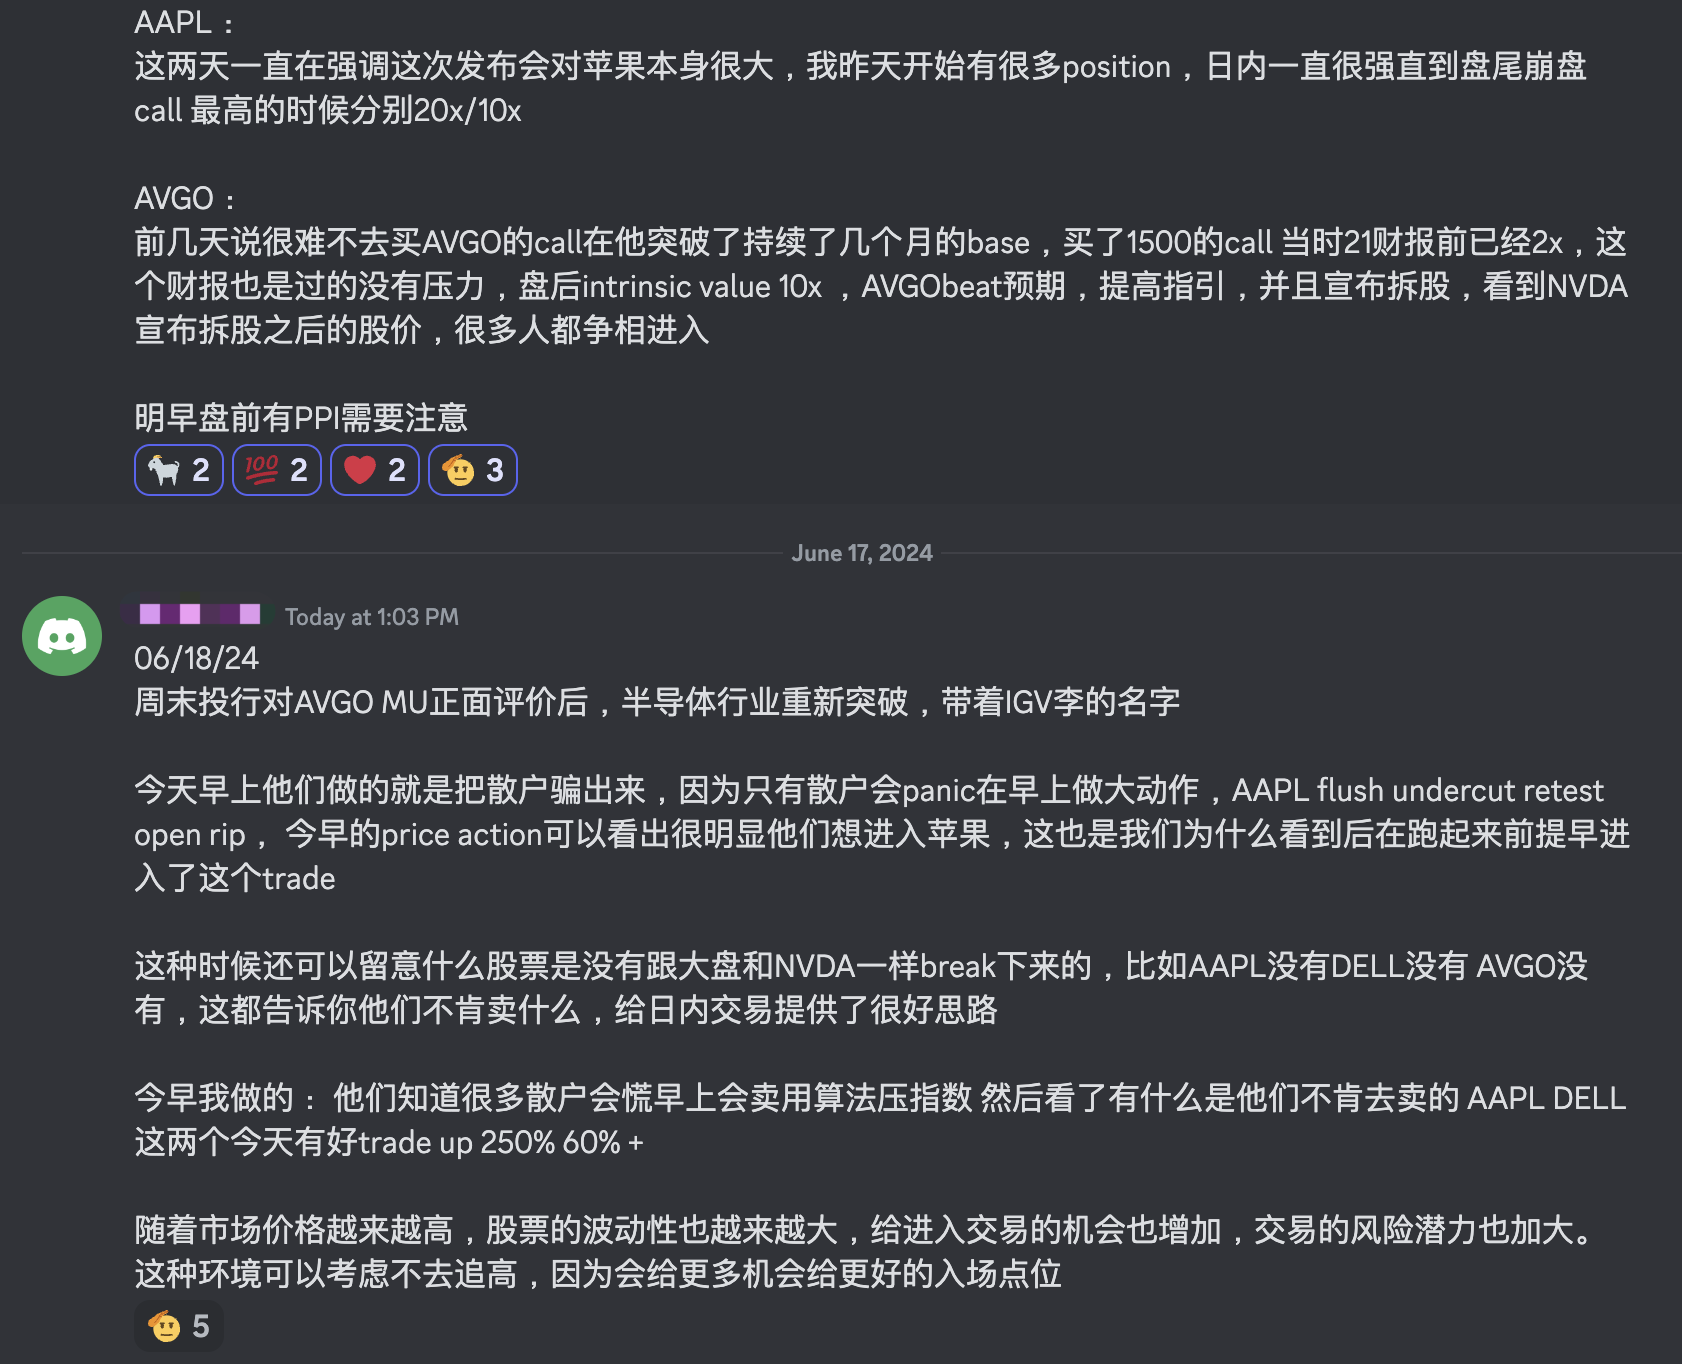 AAPL：
这两天一直在强调这次发布会对苹果本身很大，我昨天开始有很多position，日内一直很强直到盘尾崩盘
call 最高的时候分别20x/10x
AVGO：
前几天说很难不去买AVGO的call在他突破了持续了几个月的base，买了1500的call 当时21财报前已经2x，这
个财报也是过的没有压力，盘后intrinsic value 10x ，AVGObeat预期，提高指引，并且宣布拆股，看到NVDA
宣布拆股之后的股价，很多人都争相进入
明早盘前有PPI需要注意
2 2 2 3
June 17, 2024
Today at 1:03 PM
06/18/24
周末投行对AVGO MU正面评价后，半导体行业重新突破，带着IGV李的名字
今天早上他们做的就是把散户骗出来，因为只有散户会panic在早上做大动作，AAPL flush undercut retest
open rip， 今早的price action可以看出很明显他们想进入苹果，这也是我们为什么看到后在跑起来前提早进
入了这个trade
这种时候还可以留意什么股票是没有跟大盘和NVDA一样break下来的，比如AAPL没有DELL没有 AVGO没
有，这都告诉你他们不肯卖什么，给日内交易提供了很好思路
今早我做的： 他们知道很多散户会慌早上会卖用算法压指数 然后看了有什么是他们不肯去卖的 AAPL DELL
这两个今天有好trade up 250% 60% +
随着市场价格越来越高，股票的波动性也越来越大，给进入交易的机会也增加，交易的风险潜力也加大。
这种环境可以考虑不去追高，因为会给更多机会给更好的入场点位
5